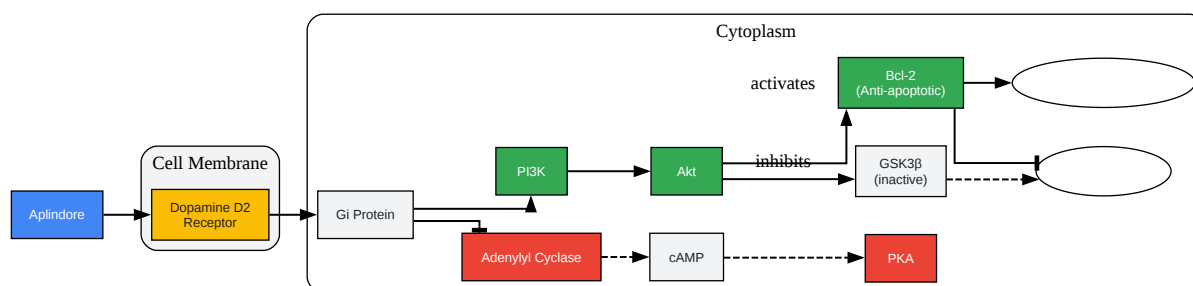 Cytoplasm
activates
Bcl-2
(Anti-apoptotic)
Cell Membrane
PI3K
Akt
inhibits
GSK3β
(inactive)
Aplindore
Dopamine D2
Receptor
Gi Protein
Adenylyl Cyclase
cAMP
PKA